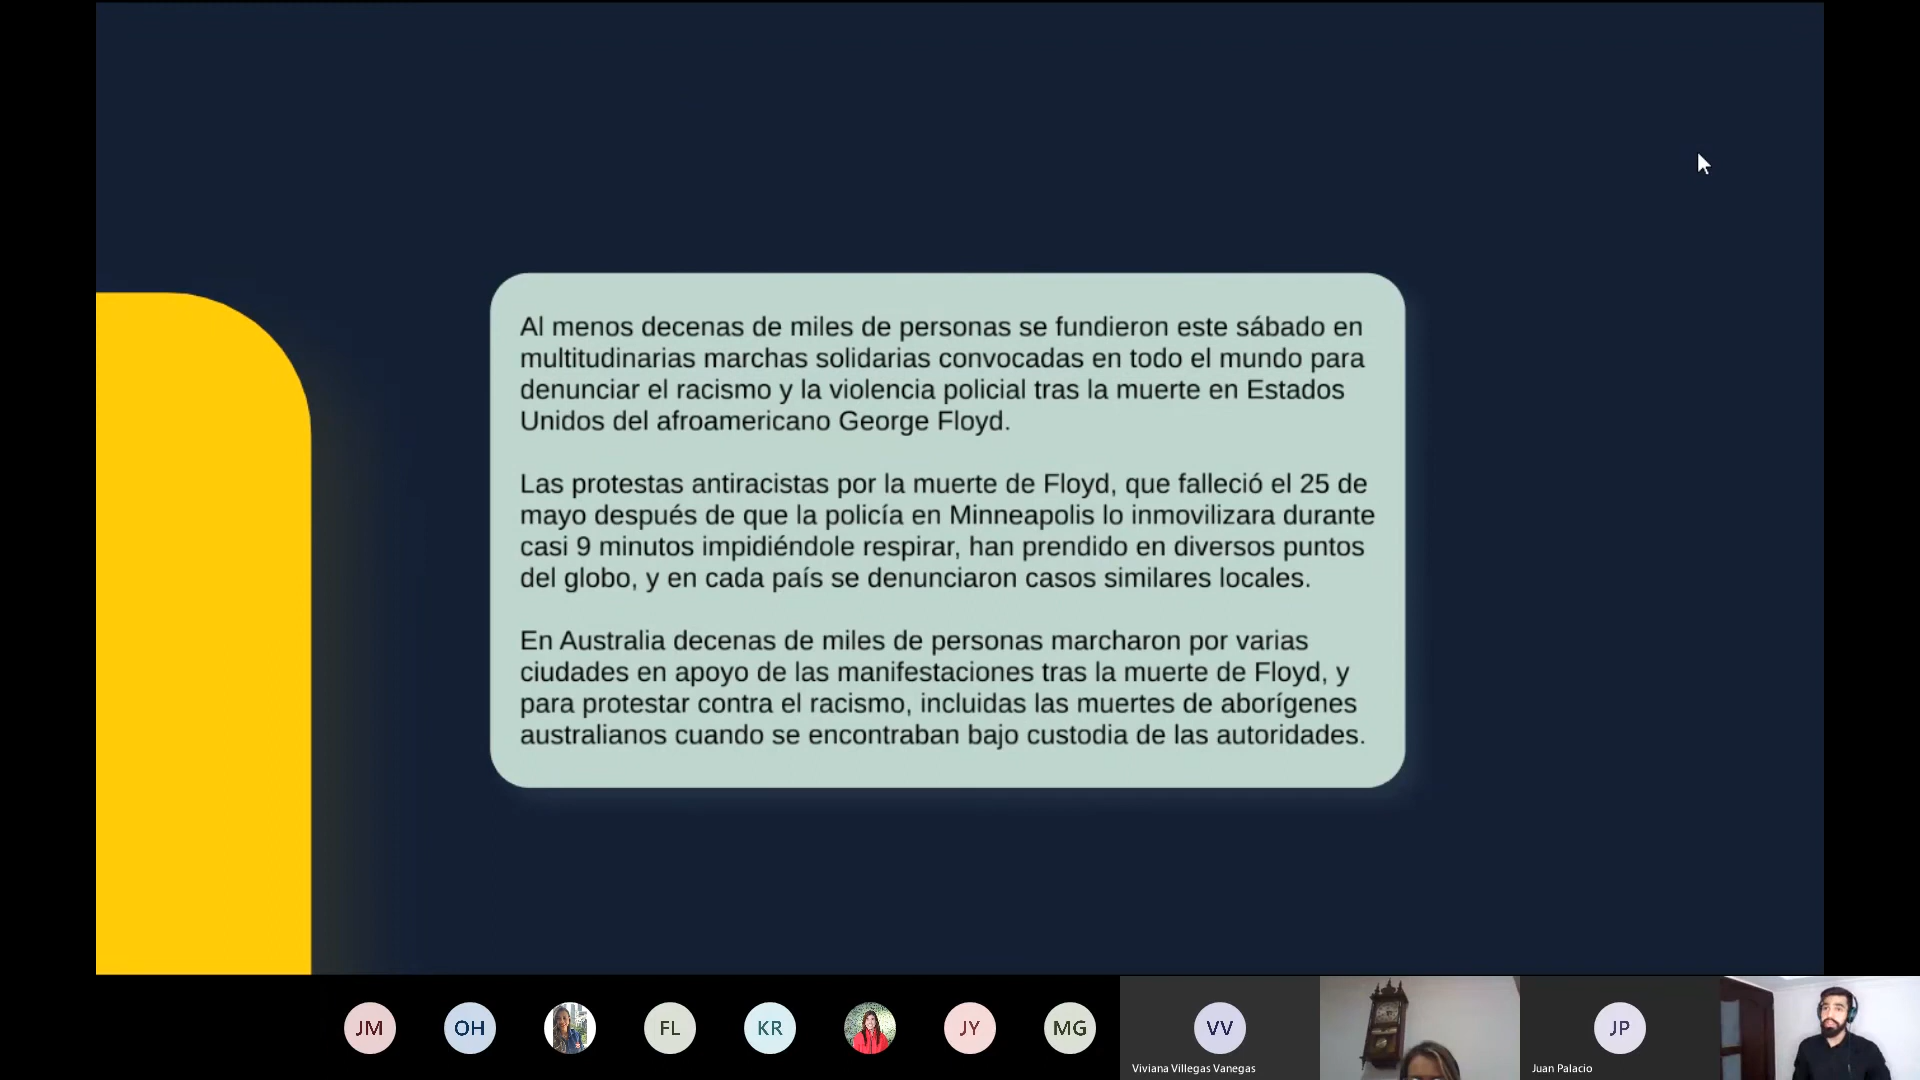 Al menos decenas de miles de personas se fundieron este sábado en
multitudinarias marchas solidarias convocadas en todo el mundo para
denunciar el racismo y la violencia policial tras la muerte en Estados
Unidos del afroamericano George Floyd.
Las protestas antiracistas por la muerte de Floyd, que falleció el 25 de
mayo después de que la policía en Minneapolis lo inmovilizara durante
casi 9 minutos impidiéndole respirar, han prendido en diversos puntos
del globo, y en cada país se denunciaron casos similares locales.
En Australia decenas de miles de personas marcharon por varias
ciudades en apoyo de las manifestaciones tras la muerte de Floyd, y
para protestar contra el racismo, incluidas las muertes de aborígenes
australianos cuando se encontraban bajo custodia de las autoridades.
JM OH FL KR JY MG VV JP
Viviana Villegas Vanegas Juan Palacio